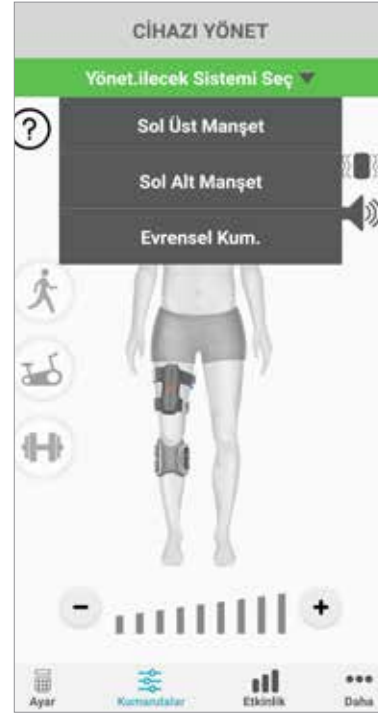 CİHAZI YÖNET
Yönet.ilecek Sistemi Seç
?
Sol Üst Manşet
Sol Alt Manşet
Evrensel Kum.
- +
Ayar Kumandalar Etkinlik Daha